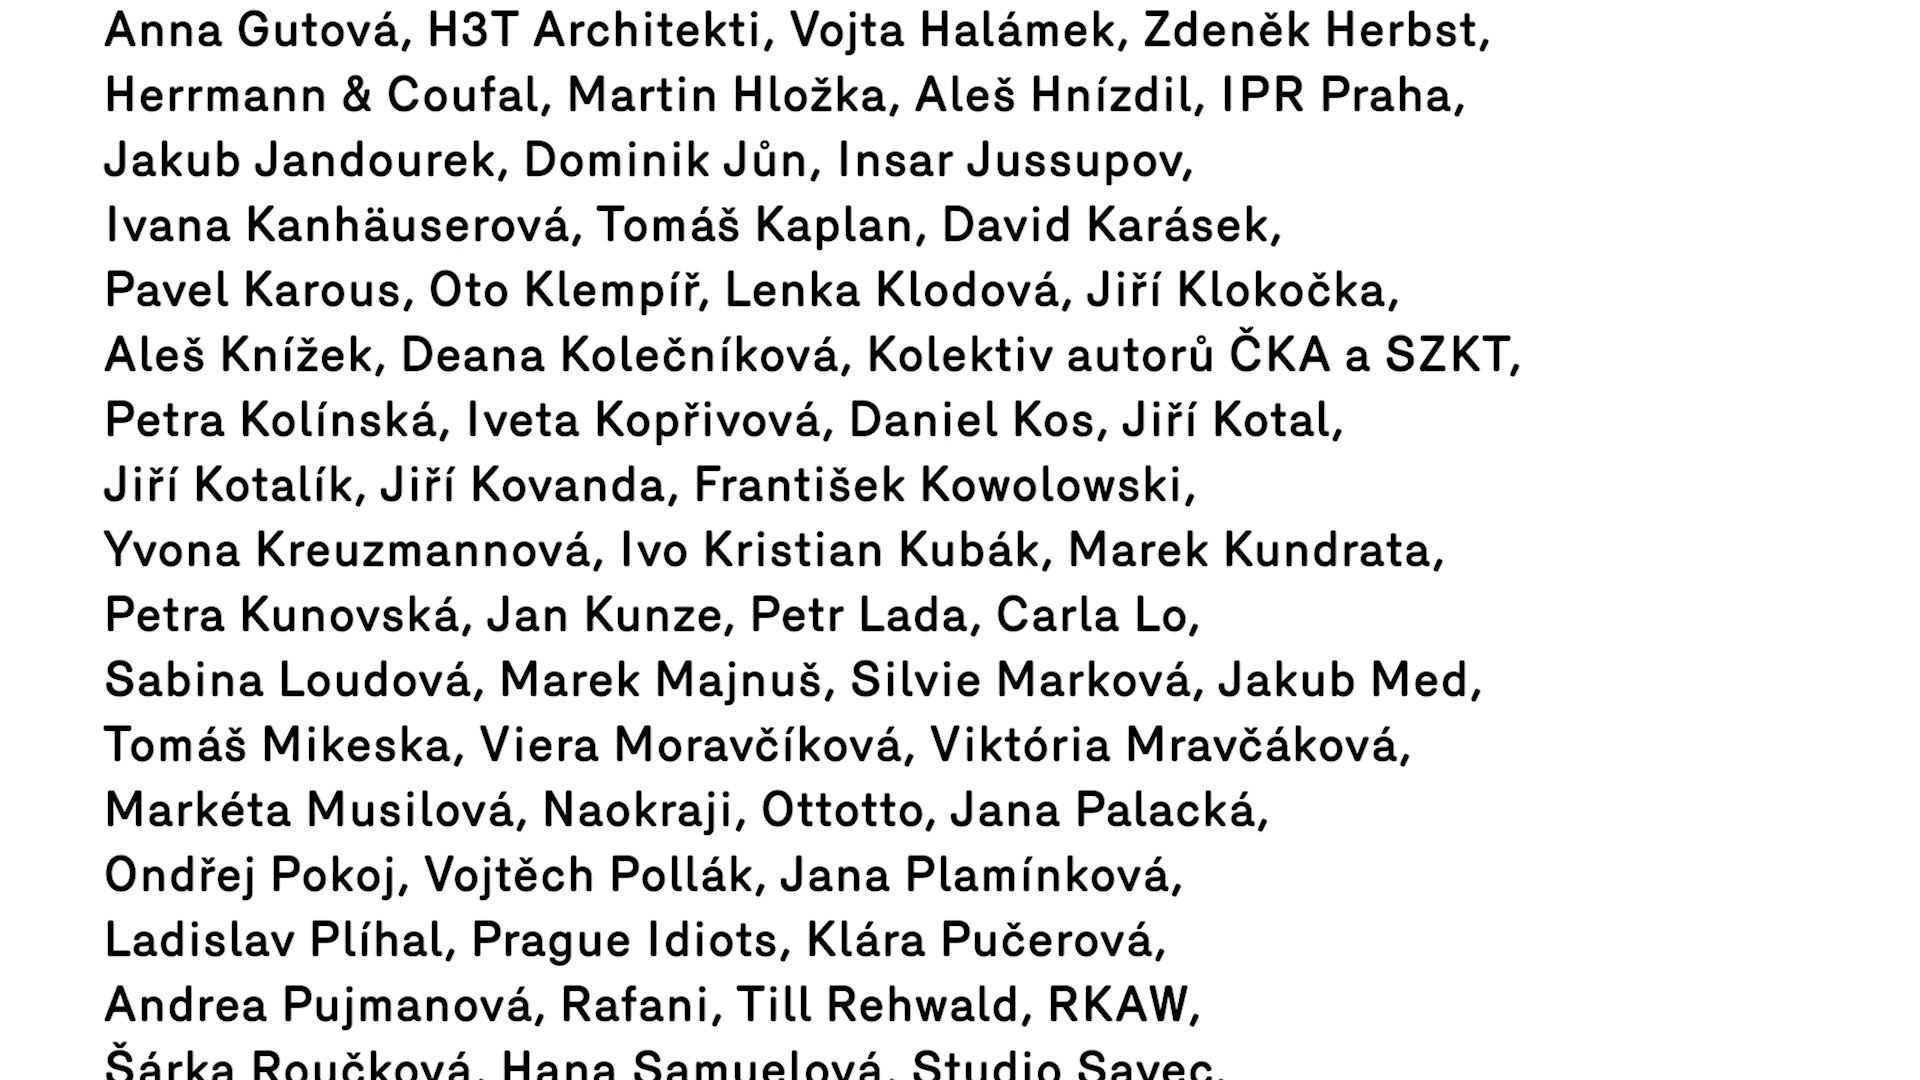 Anna Gutová, H3T Architekti, Vojta Halámek, Zdeněk Herbst,
Herrmann & Coufal, Martin Hložka, Aleš Hnízdil, IPR Praha,
Jakub Jandourek, Dominik Jůn, Insar Jussupov,
Ivana Kanhäuserová, Tomáš Kaplan, David Karásek,
Pavel Karous, Oto Klempíř, Lenka Klodová, Jiří Klokočka,
Aleš Knížek, Deana Kolečníková, Kolektiv autorů ČKA a SZKT,
Petra Kolínská, Iveta Kopřivová, Daniel Kos, Jiří Kotal,
Jiří Kotalík, Jiří Kovanda, František Kowolowski,
Yvona Kreuzmannová, Ivo Kristian Kubák, Marek Kundrata,
Petra Kunovská, Jan Kunze, Petr Lada, Carla Lo,
Sabina Loudová, Marek Majnuš, Silvie Marková, Jakub Med,
Tomáš Mikeska, Viera Moravčíková, Viktória Mravčáková,
Markéta Musilová, Naokraji, Ottotto, Jana Palacká,
Ondřej Pokoj, Vojtěch Pollák, Jana Plamínková,
Ladislav Plíhal, Prague Idiots, Klára Pučerová,
Andrea Pujmanová, Rafani, Till Rehwald, RKAW,
Šárka Roučková, Hana Samuelová, Studio Savec,